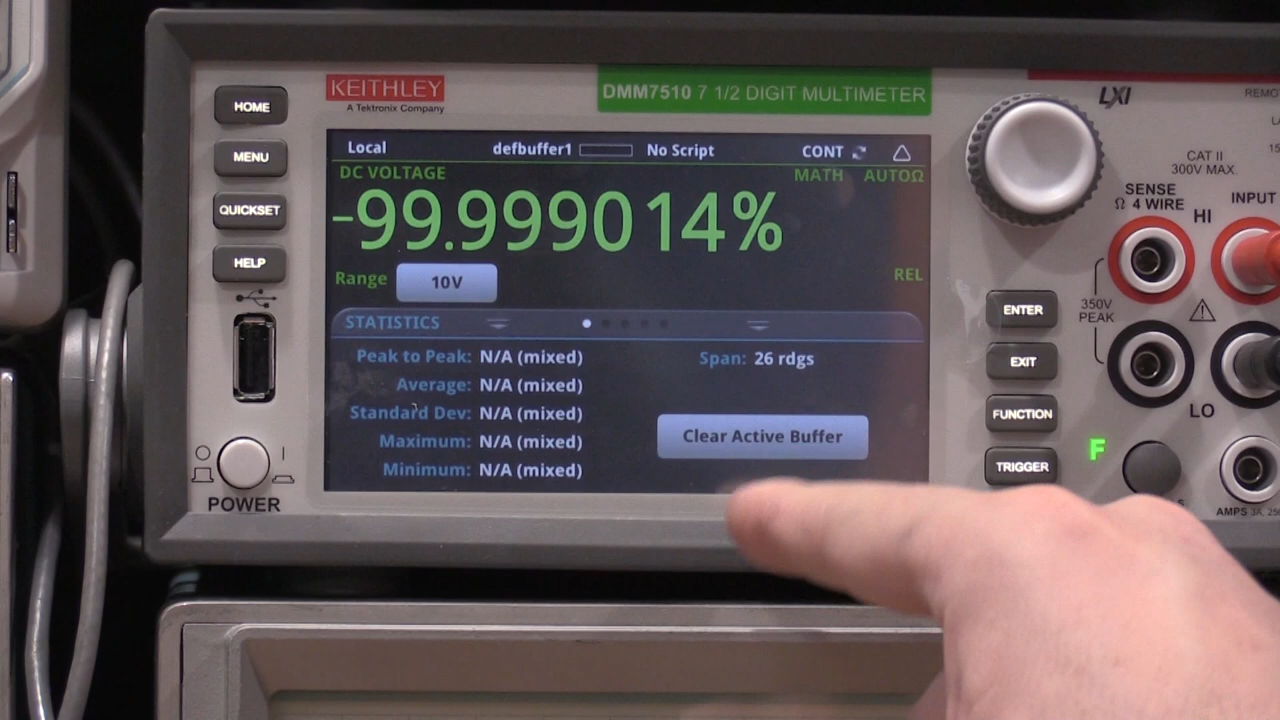 KEITHLEY
A Tektronix Company
DMM7510 7 1/2 DIGIT MULTIMETER
LXI
HOME
MENU
QUICKSET
HELP
POWER
Local
defbuffer1
No Script
CONT
DC VOLTAGE
MATH
AUTOΩ
-99.999014%
Range
10V
REL
STATISTICS
Peak to Peak: N/A (mixed)
Span: 26 rdgs
Average: N/A (mixed)
Standard Dev: N/A (mixed)
Clear Active Buffer
Maximum: N/A (mixed)
Minimum: N/A (mixed)
ENTER
EXIT
FUNCTION
TRIGGER
CAT II
300V MAX.
SENSE
Ω 4 WIRE
INPUT
HI
350V
PEAK
LO
F
AMPS